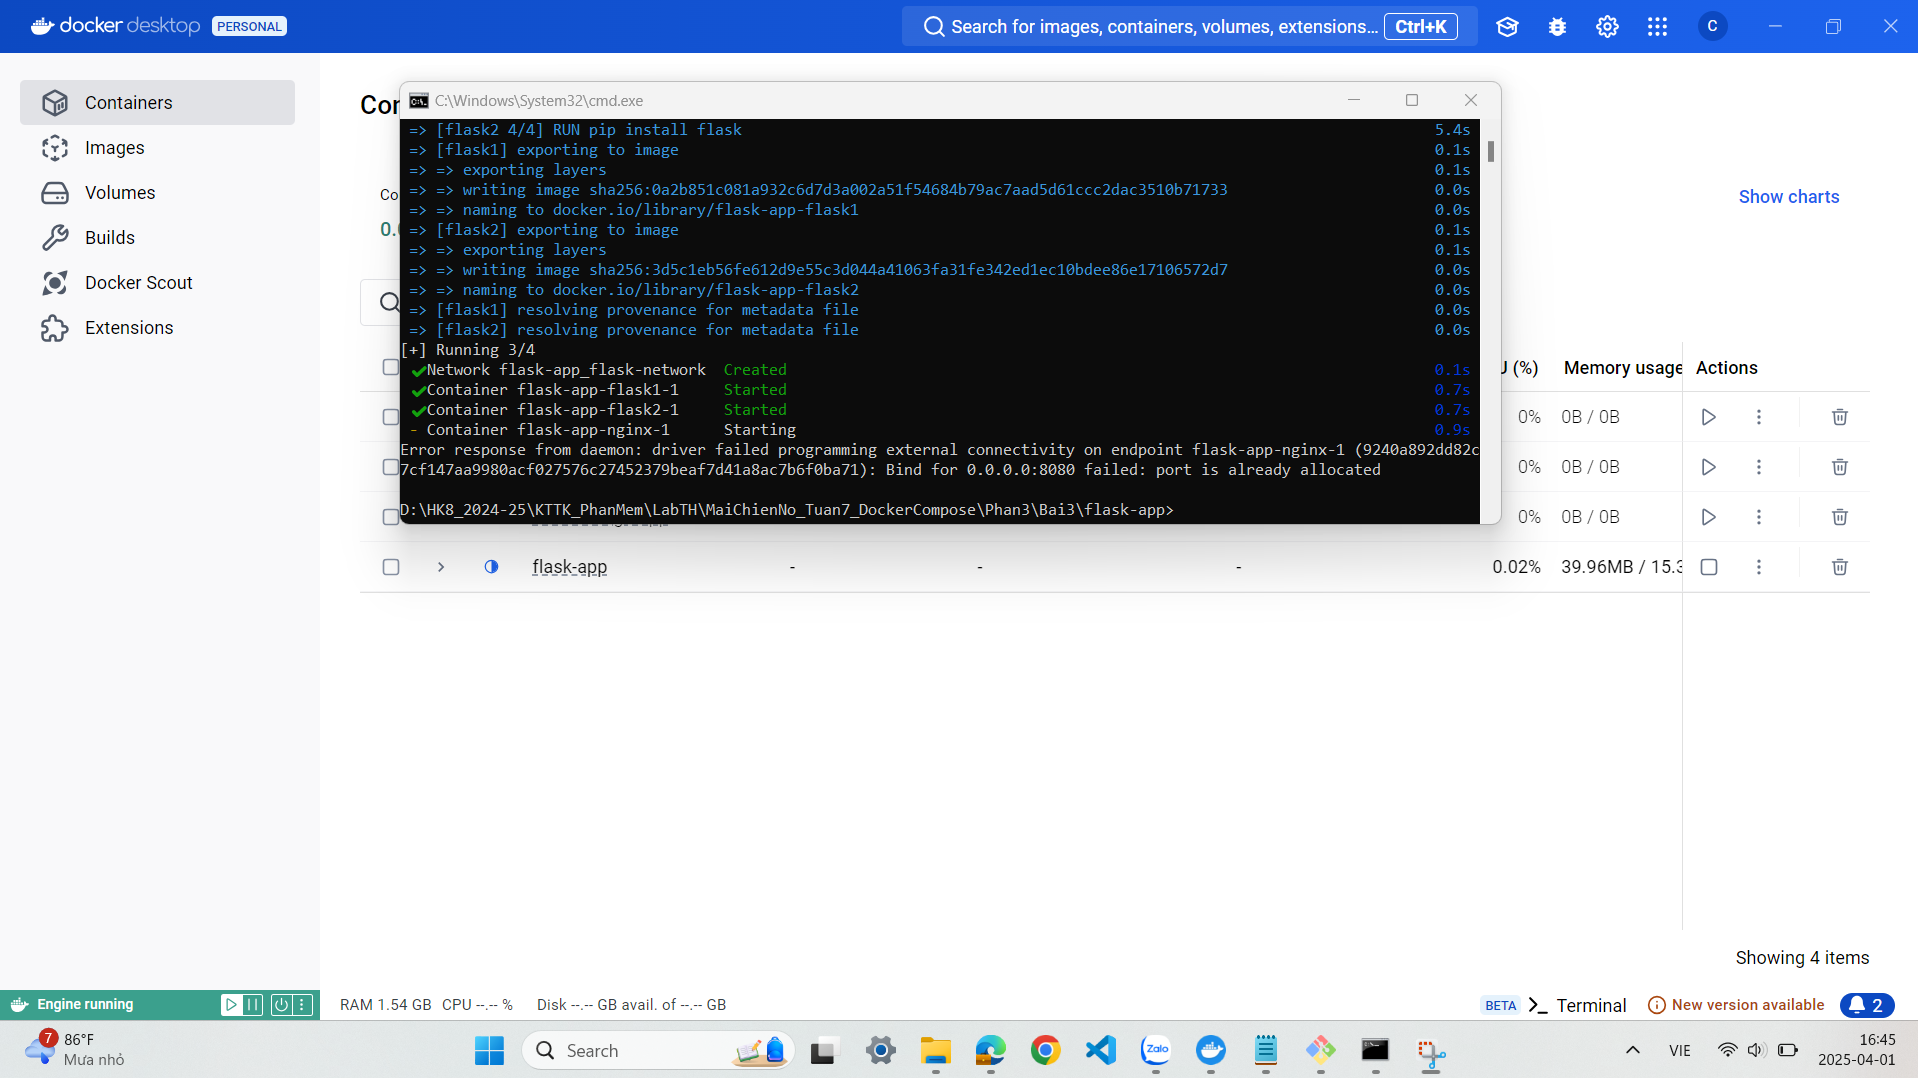 docker desktop PERSONAL
Search for images, containers, volumes, extensions... Ctrl+K
C
Containers
Images
Volumes
Builds
Docker Scout
Extensions
C:\Windows\System32\cmd.exe
=> [flask2 4/4] RUN pip install flask 5.4s
=> [flask1] exporting to image 0.1s
=> => exporting layers 0.1s
=> => writing image sha256:0a2b851c081a932c6d7d3a002a51f54684b79ac7aad5d61ccc2dac3510b71733 0.0s
=> => naming to docker.io/library/flask-app-flask1 0.0s
=> [flask2] exporting to image 0.1s
=> => exporting layers 0.1s
=> => writing image sha256:3d5c1eb56fe612d9e55c3d044a41063fa31fe342ed1ec10bdee86e17106572d7 0.0s
=> => naming to docker.io/library/flask-app-flask2 0.0s
=> [flask1] resolving provenance for metadata file 0.0s
=> [flask2] resolving provenance for metadata file 0.0s
[+] Running 3/4
✔Network flask-app_flask-network Created 0.1s
✔Container flask-app-flask1-1 Started 0.7s
✔Container flask-app-flask2-1 Started 0.7s
- Container flask-app-nginx-1 Starting 0.9s
Error response from daemon: driver failed programming external connectivity on endpoint flask-app-nginx-1 (9240a892dd82c
7cf147aa9980acf027576c27452379beaf7d41a8ac7b6f0ba71): Bind for 0.0.0.0:8080 failed: port is already allocated
D:\HK8_2024-25\KTTK_PhanMem\LabTH\MaiChienNo_Tuan7_DockerCompose\Phan3\Bai3\flask-app>
Show charts
(%) Memory usage Actions
0% 0B / 0B
0% 0B / 0B
0% 0B / 0B
flask-app - - - 0.02% 39.96MB / 15.3
Showing 4 items
Engine running
RAM 1.54 GB CPU --.-- % Disk --.-- GB avail. of --.-- GB
BETA >_ Terminal
New version available
2
7
86°F
Mưa nhỏ
Search
Zalo
VIE
16:45
2025-04-01